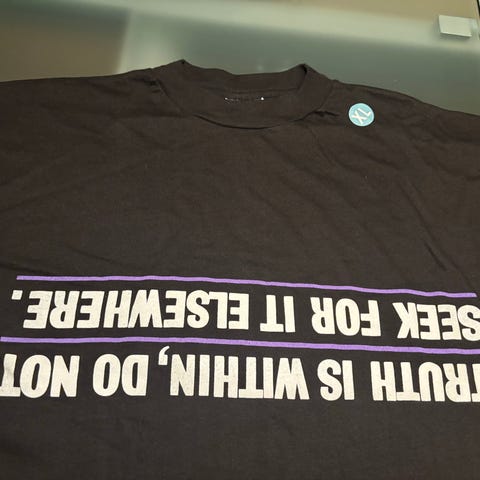 TRUTH IS WITHIN, DO NOT
SEEK FOR IT ELSEWHERE.
XL